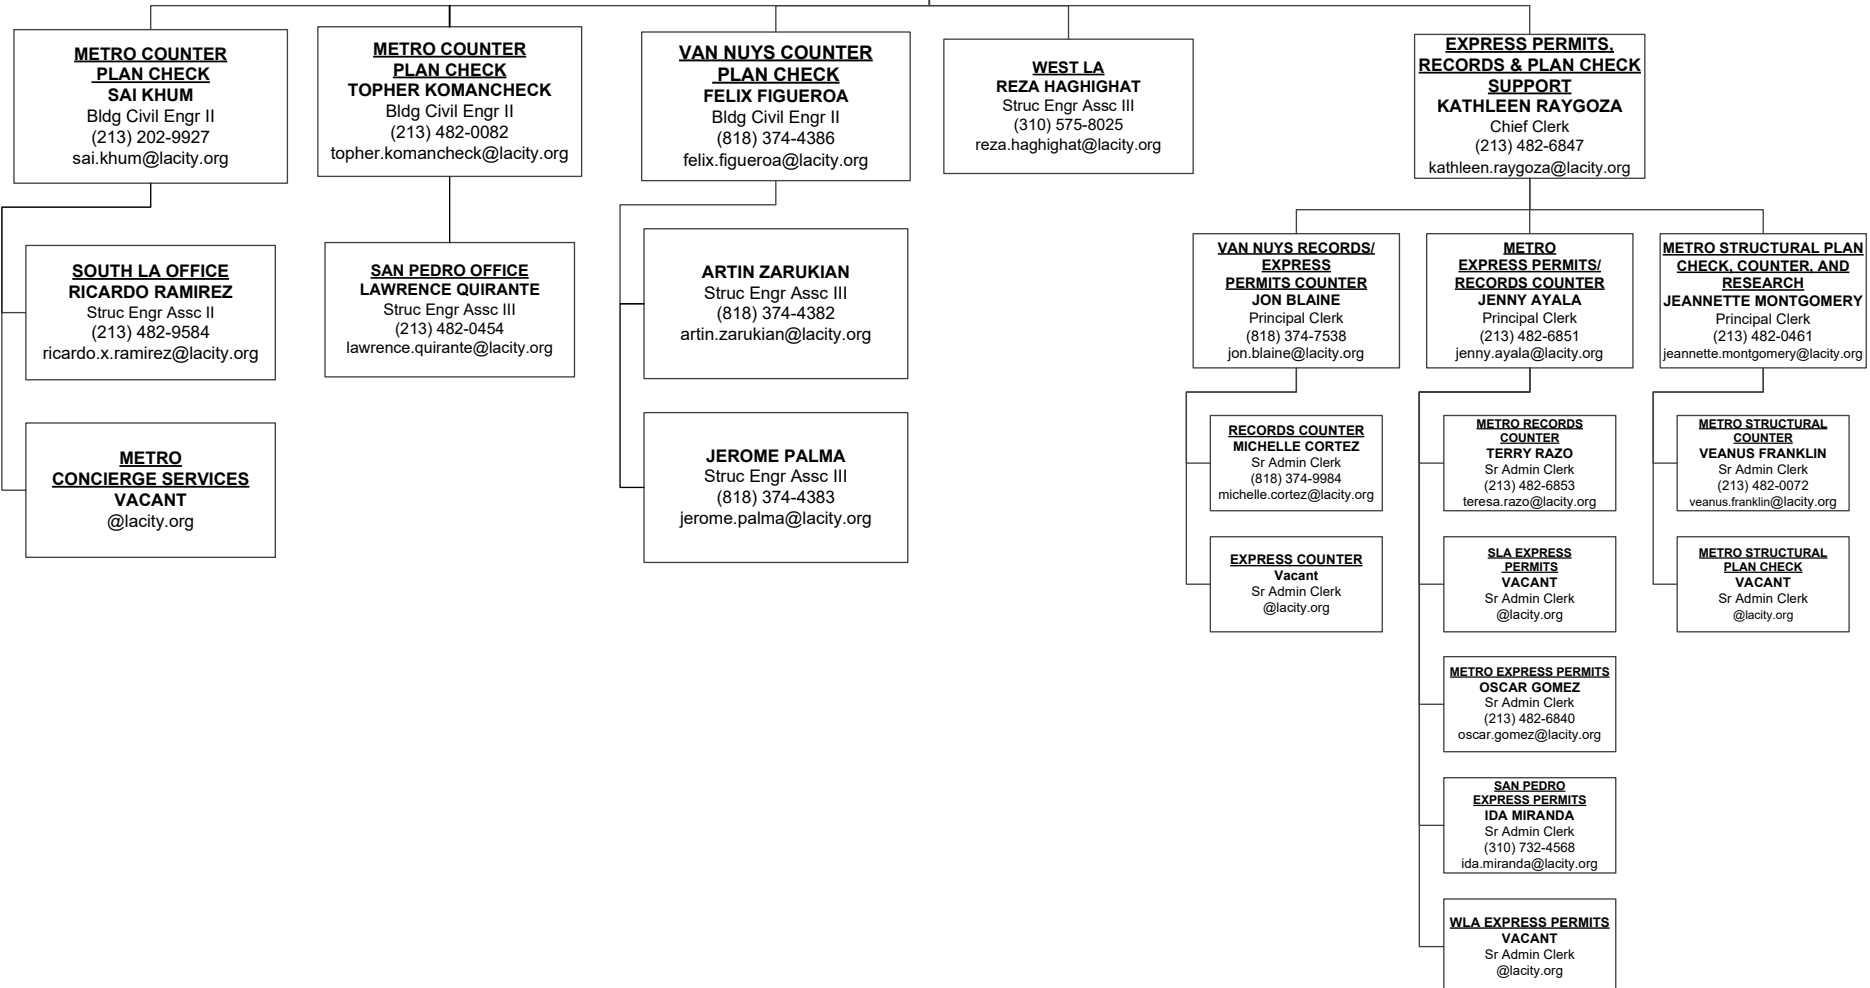 METRO COUNTER
PLAN CHECK
SAI KHUM
Bldg Civil Engr II
(213) 202-9927
sai.khum@lacity.org
METRO COUNTER
PLAN CHECK
TOPHER KOMANCHECK
Bldg Civil Engr II
(213) 482-0082
topher.komancheck@lacity.org
VAN NUYS COUNTER
PLAN CHECK
FELIX FIGUEROA
Bldg Civil Engr II
(818) 374-4386
felix.figueroa@lacity.org
WEST LA
REZA HAGHIGHAT
Struc Engr Assc III
(310) 575-8025
reza.haghighat@lacity.org
EXPRESS PERMITS,
RECORDS & PLAN CHECK
SUPPORT
KATHLEEN RAYGOZA
Chief Clerk
(213) 482-6847
kathleen.raygoza@lacity.org
SOUTH LA OFFICE
RICARDO RAMIREZ
Struc Engr Assc II
(213) 482-9584
ricardo.x.ramirez@lacity.org
SAN PEDRO OFFICE
LAWRENCE QUIRANTE
Struc Engr Assc III
(213) 482-0454
lawrence.quirante@lacity.org
ARTIN ZARUKIAN
Struc Engr Assc III
(818) 374-4382
artin.zarukian@lacity.org
VAN NUYS RECORDS/
EXPRESS
PERMITS COUNTER
JON BLAINE
Principal Clerk
(818) 374-7538
jon.blaine@lacity.org
METRO
EXPRESS PERMITS/
RECORDS COUNTER
JENNY AYALA
Principal Clerk
(213) 482-6851
jenny.ayala@lacity.org
METRO STRUCTURAL PLAN
CHECK, COUNTER, AND
RESEARCH
JEANNETTE MONTGOMERY
Principal Clerk
(213) 482-0461
jeannette.montgomery@lacity.org
METRO
CONCIERGE SERVICES
VACANT
@lacity.org
JEROME PALMA
Struc Engr Assc III
(818) 374-4383
jerome.palma@lacity.org
RECORDS COUNTER
MICHELLE CORTEZ
Sr Admin Clerk
(818) 374-9984
michelle.cortez@lacity.org
METRO RECORDS
COUNTER
TERRY RAZO
Sr Admin Clerk
(213) 482-6853
teresa.razo@lacity.org
METRO STRUCTURAL
COUNTER
VEANUS FRANKLIN
Sr Admin Clerk
(213) 482-0072
veanus.franklin@lacity.org
EXPRESS COUNTER
Vacant
Sr Admin Clerk
@lacity.org
SLA EXPRESS
PERMITS
VACANT
Sr Admin Clerk
@lacity.org
METRO STRUCTURAL
PLAN CHECK
VACANT
Sr Admin Clerk
@lacity.org
METRO EXPRESS PERMITS
OSCAR GOMEZ
Sr Admin Clerk
(213) 482-6840
oscar.gomez@lacity.org
SAN PEDRO
EXPRESS PERMITS
IDA MIRANDA
Sr Admin Clerk
(310) 732-4568
ida.miranda@lacity.org
WLA EXPRESS PERMITS
VACANT
Sr Admin Clerk
@lacity.org